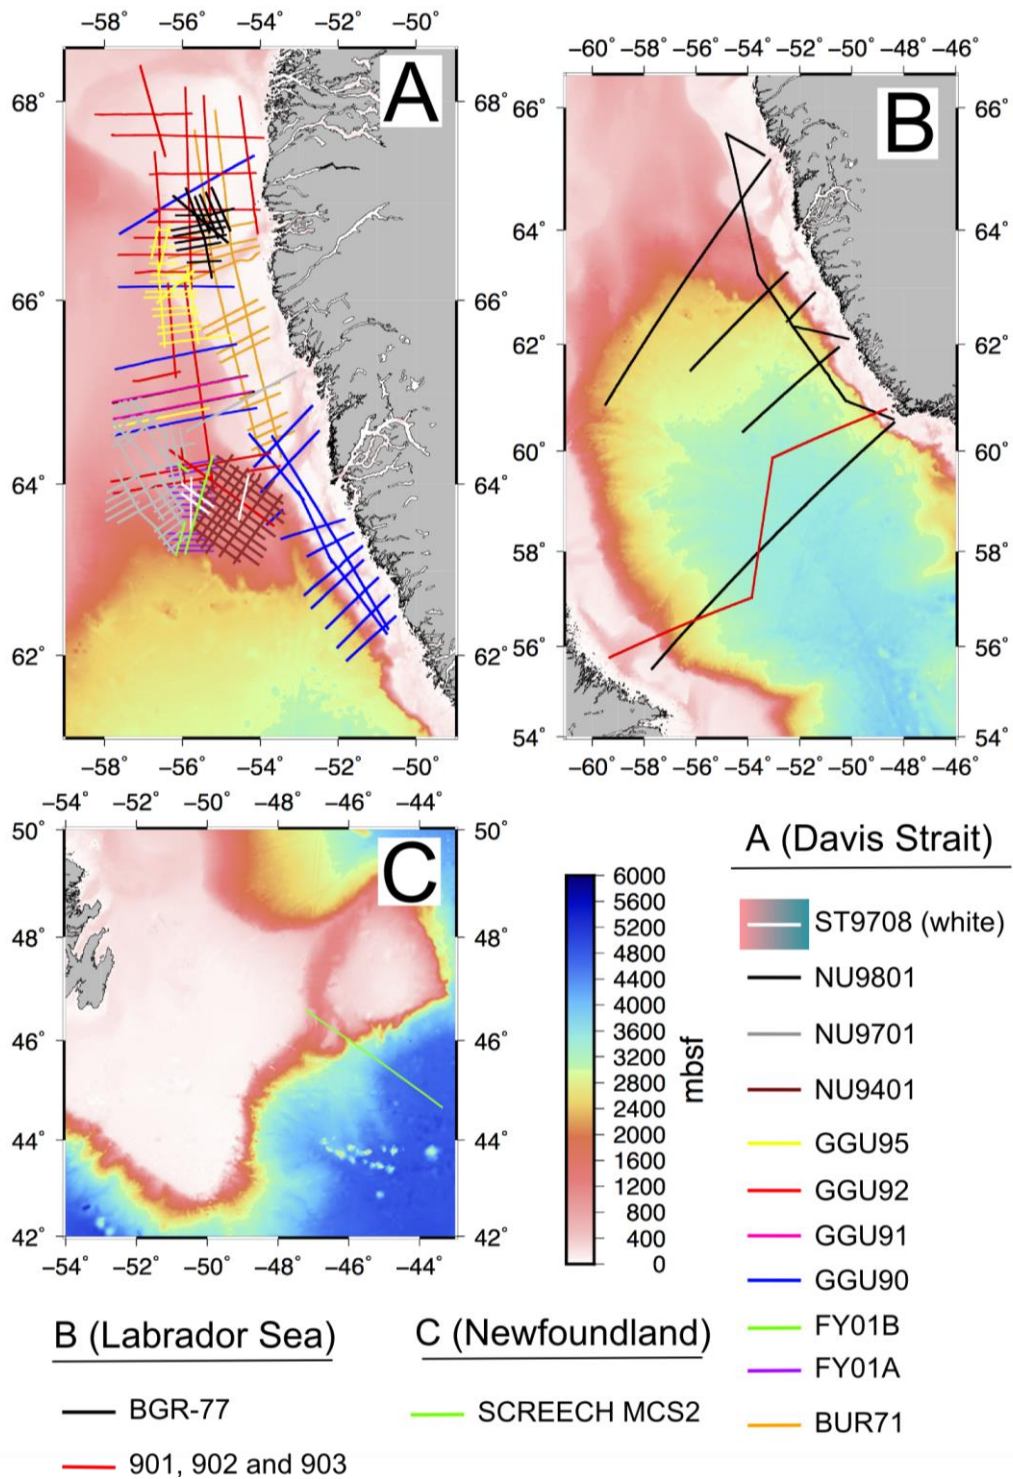 −58° −56° −54° −52° −50°
A
68° 68°
66° 66°
64° 64°
62° 62°
−58° −56° −54° −52° −50°
−60° −58° −56° −54° −52° −50° −48° −46°
B
66° 66°
64° 64°
62° 62°
60° 60°
58° 58°
56° 56°
54° 54°
−60° −58° −56° −54° −52° −50° −48° −46°
−54° −52° −50° −48° −46° −44°
C
50° 50°
48° 48°
46° 46°
44° 44°
42° 42°
−54° −52° −50° −48° −46° −44°
6000
5600
5200
4800
4400
4000
3600
3200
2800
2400
2000
1600
1200
800
400
0
mbsf
A (Davis Strait)
ST9708 (white)
NU9801
NU9701
NU9401
GGU95
GGU92
GGU91
GGU90
FY01B
FY01A
BUR71
B (Labrador Sea)
BGR-77
901, 902 and 903
C (Newfoundland)
SCREECH MCS2